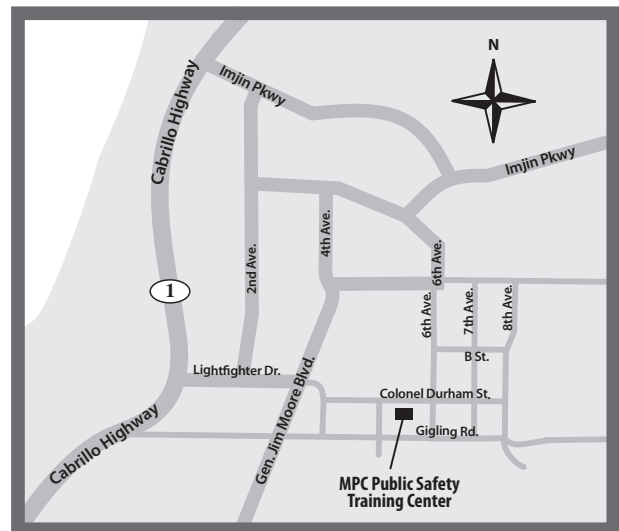 N
Imjin Pkwy
Cabrillo Highway
Imjin Pkwy
4th Ave.
2nd Ave.
6th Ave.
1
6th Ave.
7th Ave.
8th Ave.
B St.
Lightfighter Dr.
Gen. Jim Moore Blvd.
Colonel Durham St.
Cabrillo Highway
Gigling Rd.
MPC Public Safety
Training Center